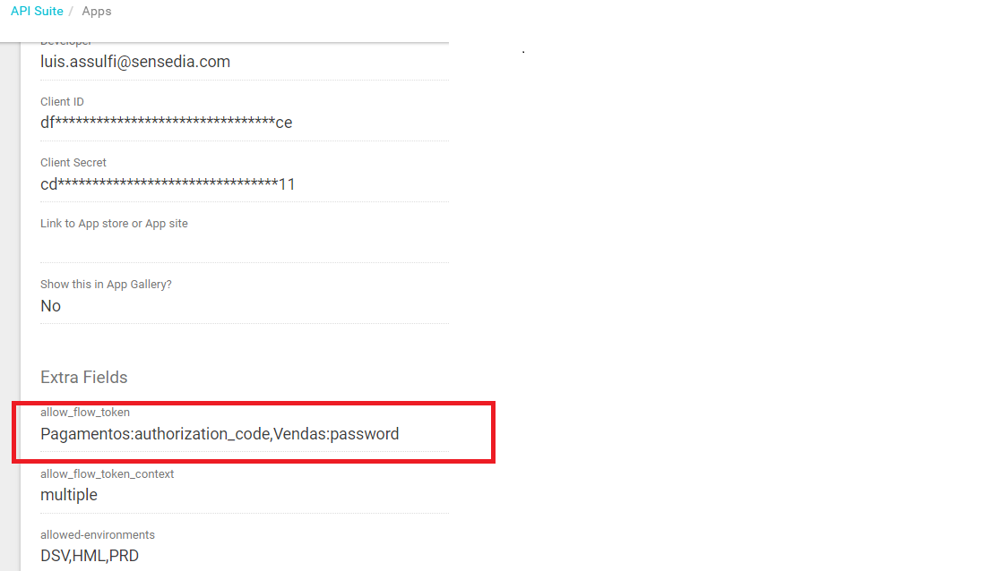 API Suite / Apps
Developer
luis.assulfi@sensedia.com
Client ID
df********************************ce
Client Secret
cd********************************11
Link to App store or App site
Show this in App Gallery?
No
Extra Fields
allow_flow_token
Pagamentos:authorization_code,Vendas:password
allow_flow_token_context
multiple
allowed-environments
DSV,HML,PRD